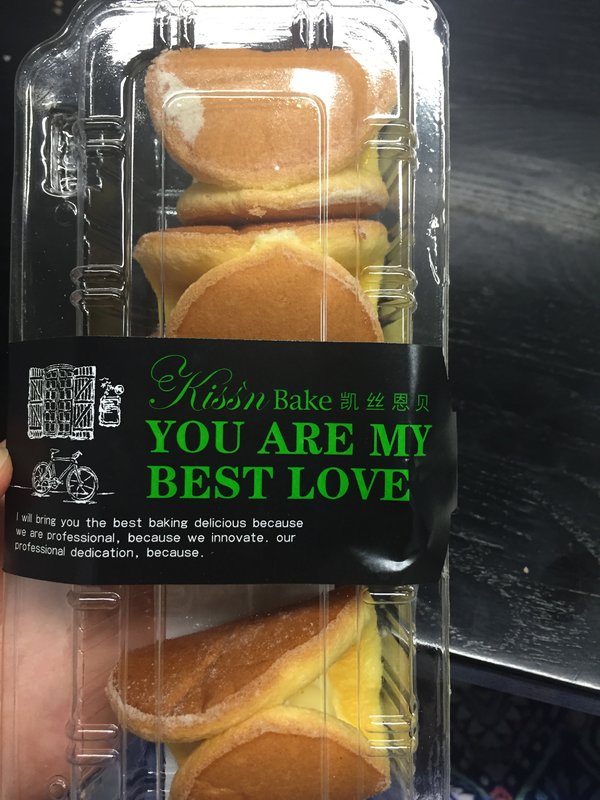 Kiss'n Bake 凯丝恩贝
YOU ARE MY
BEST LOVE
I will bring you the best baking delicious because
we are professional, because we innovate. our
professional dedication, because.